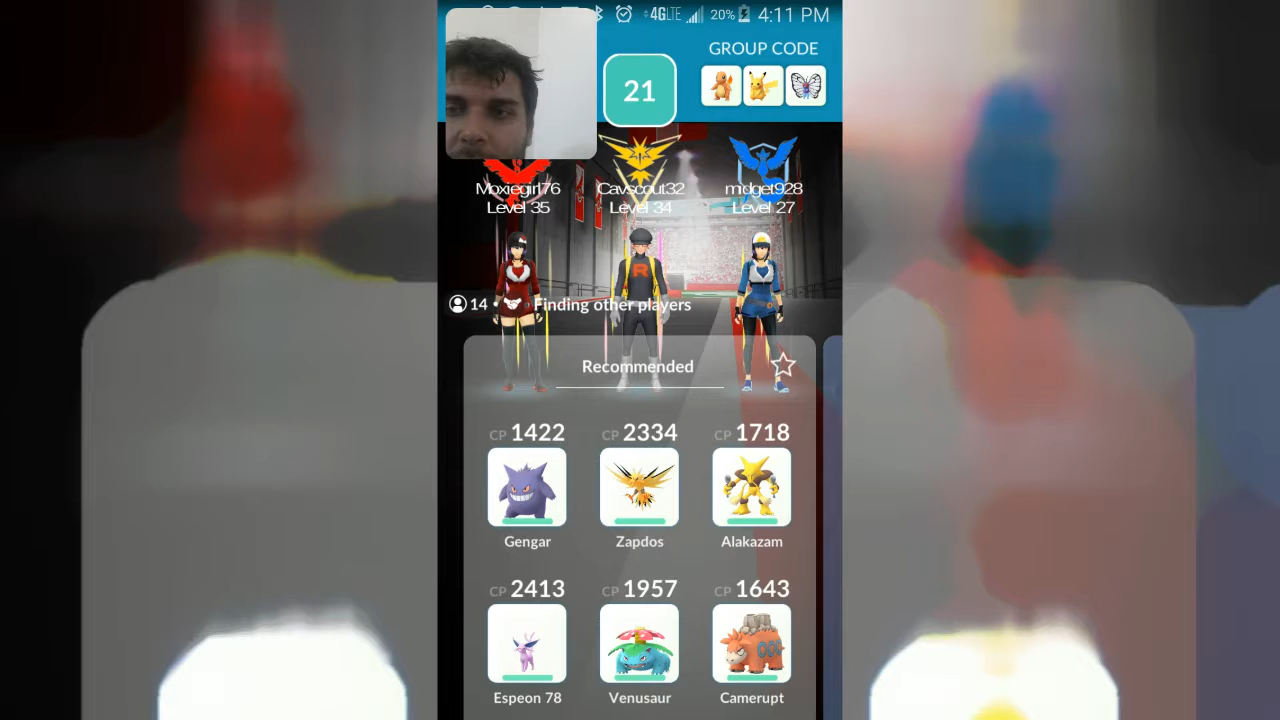 4G LTE 20% 4:11 PM
GROUP CODE
21
Moxiegirl76 Cavscout32 midget928
Level 35 Level 34 Level 27
R
14 • Finding other players
Recommended
CP 1422 CP 2334 CP 1718
Gengar Zapdos Alakazam
CP 2413 CP 1957 CP 1643
Espeon 78 Venusaur Camerupt